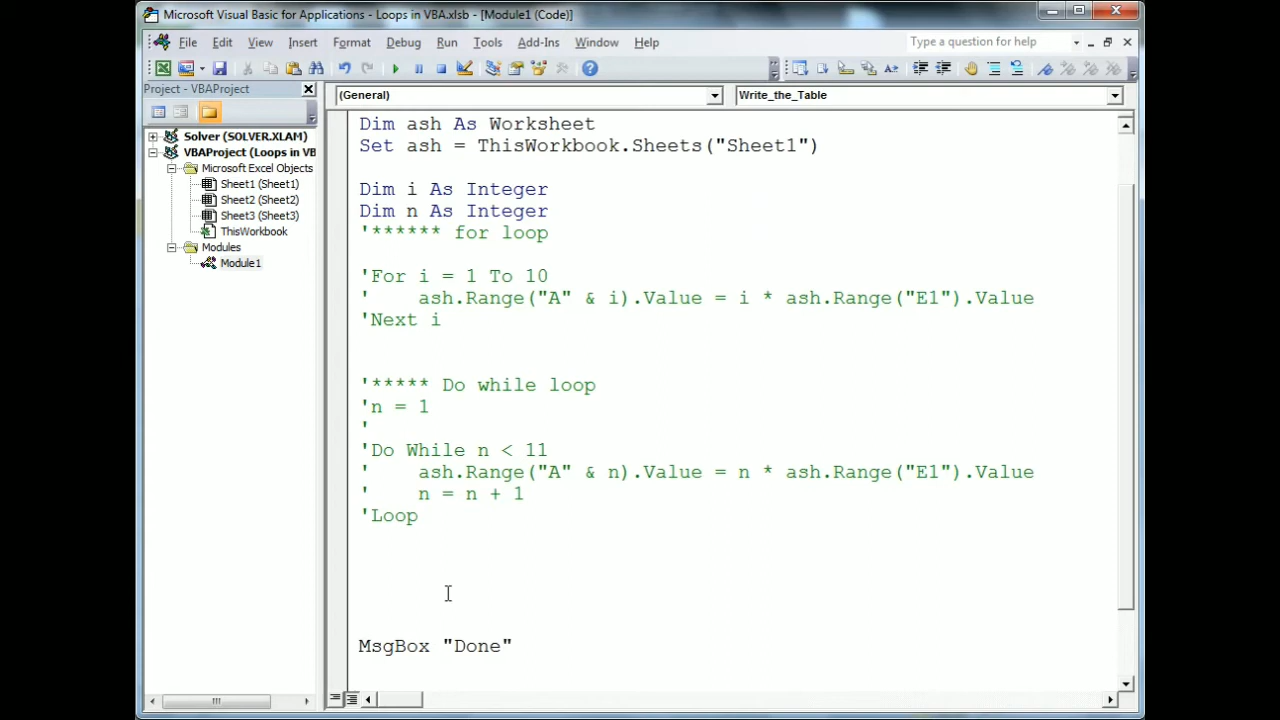 Microsoft Visual Basic for Applications - Loops in VBA.xlsb - [Module1 (Code)]
File Edit View Insert Format Debug Run Tools Add-Ins Window Help Type a question for help
Project - VBAProject
(General) Write_the_Table
Solver (SOLVER.XLAM)
VBAProject (Loops in VB
Microsoft Excel Objects
Sheet1 (Sheet1)
Sheet2 (Sheet2)
Sheet3 (Sheet3)
ThisWorkbook
Modules
Module1
Dim ash As Worksheet
Set ash = ThisWorkbook.Sheets("Sheet1")
Dim i As Integer
Dim n As Integer
'****** for loop
'For i = 1 To 10
'    ash.Range("A" & i).Value = i * ash.Range("E1").Value
'Next i
'***** Do while loop
'n = 1
'
'Do While n < 11
'    ash.Range("A" & n).Value = n * ash.Range("E1").Value
'    n = n + 1
'Loop
MsgBox "Done"